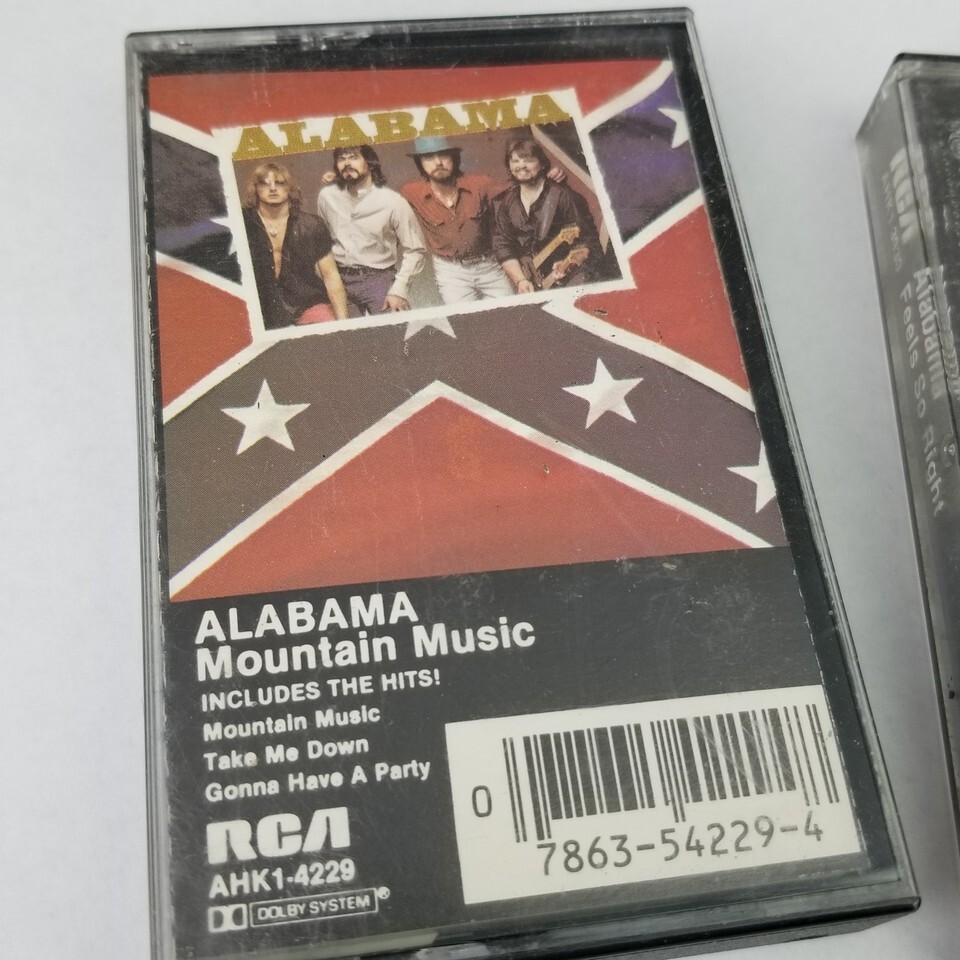 ALABAMA
ALABAMA
Mountain Music
INCLUDES THE HITS!
Mountain Music
Take Me Down
Gonna Have A Party
RCA
AHK1-4229
DOLBY SYSTEM®
0
7863-54229-4
RCA
Alabama
Feels So Right